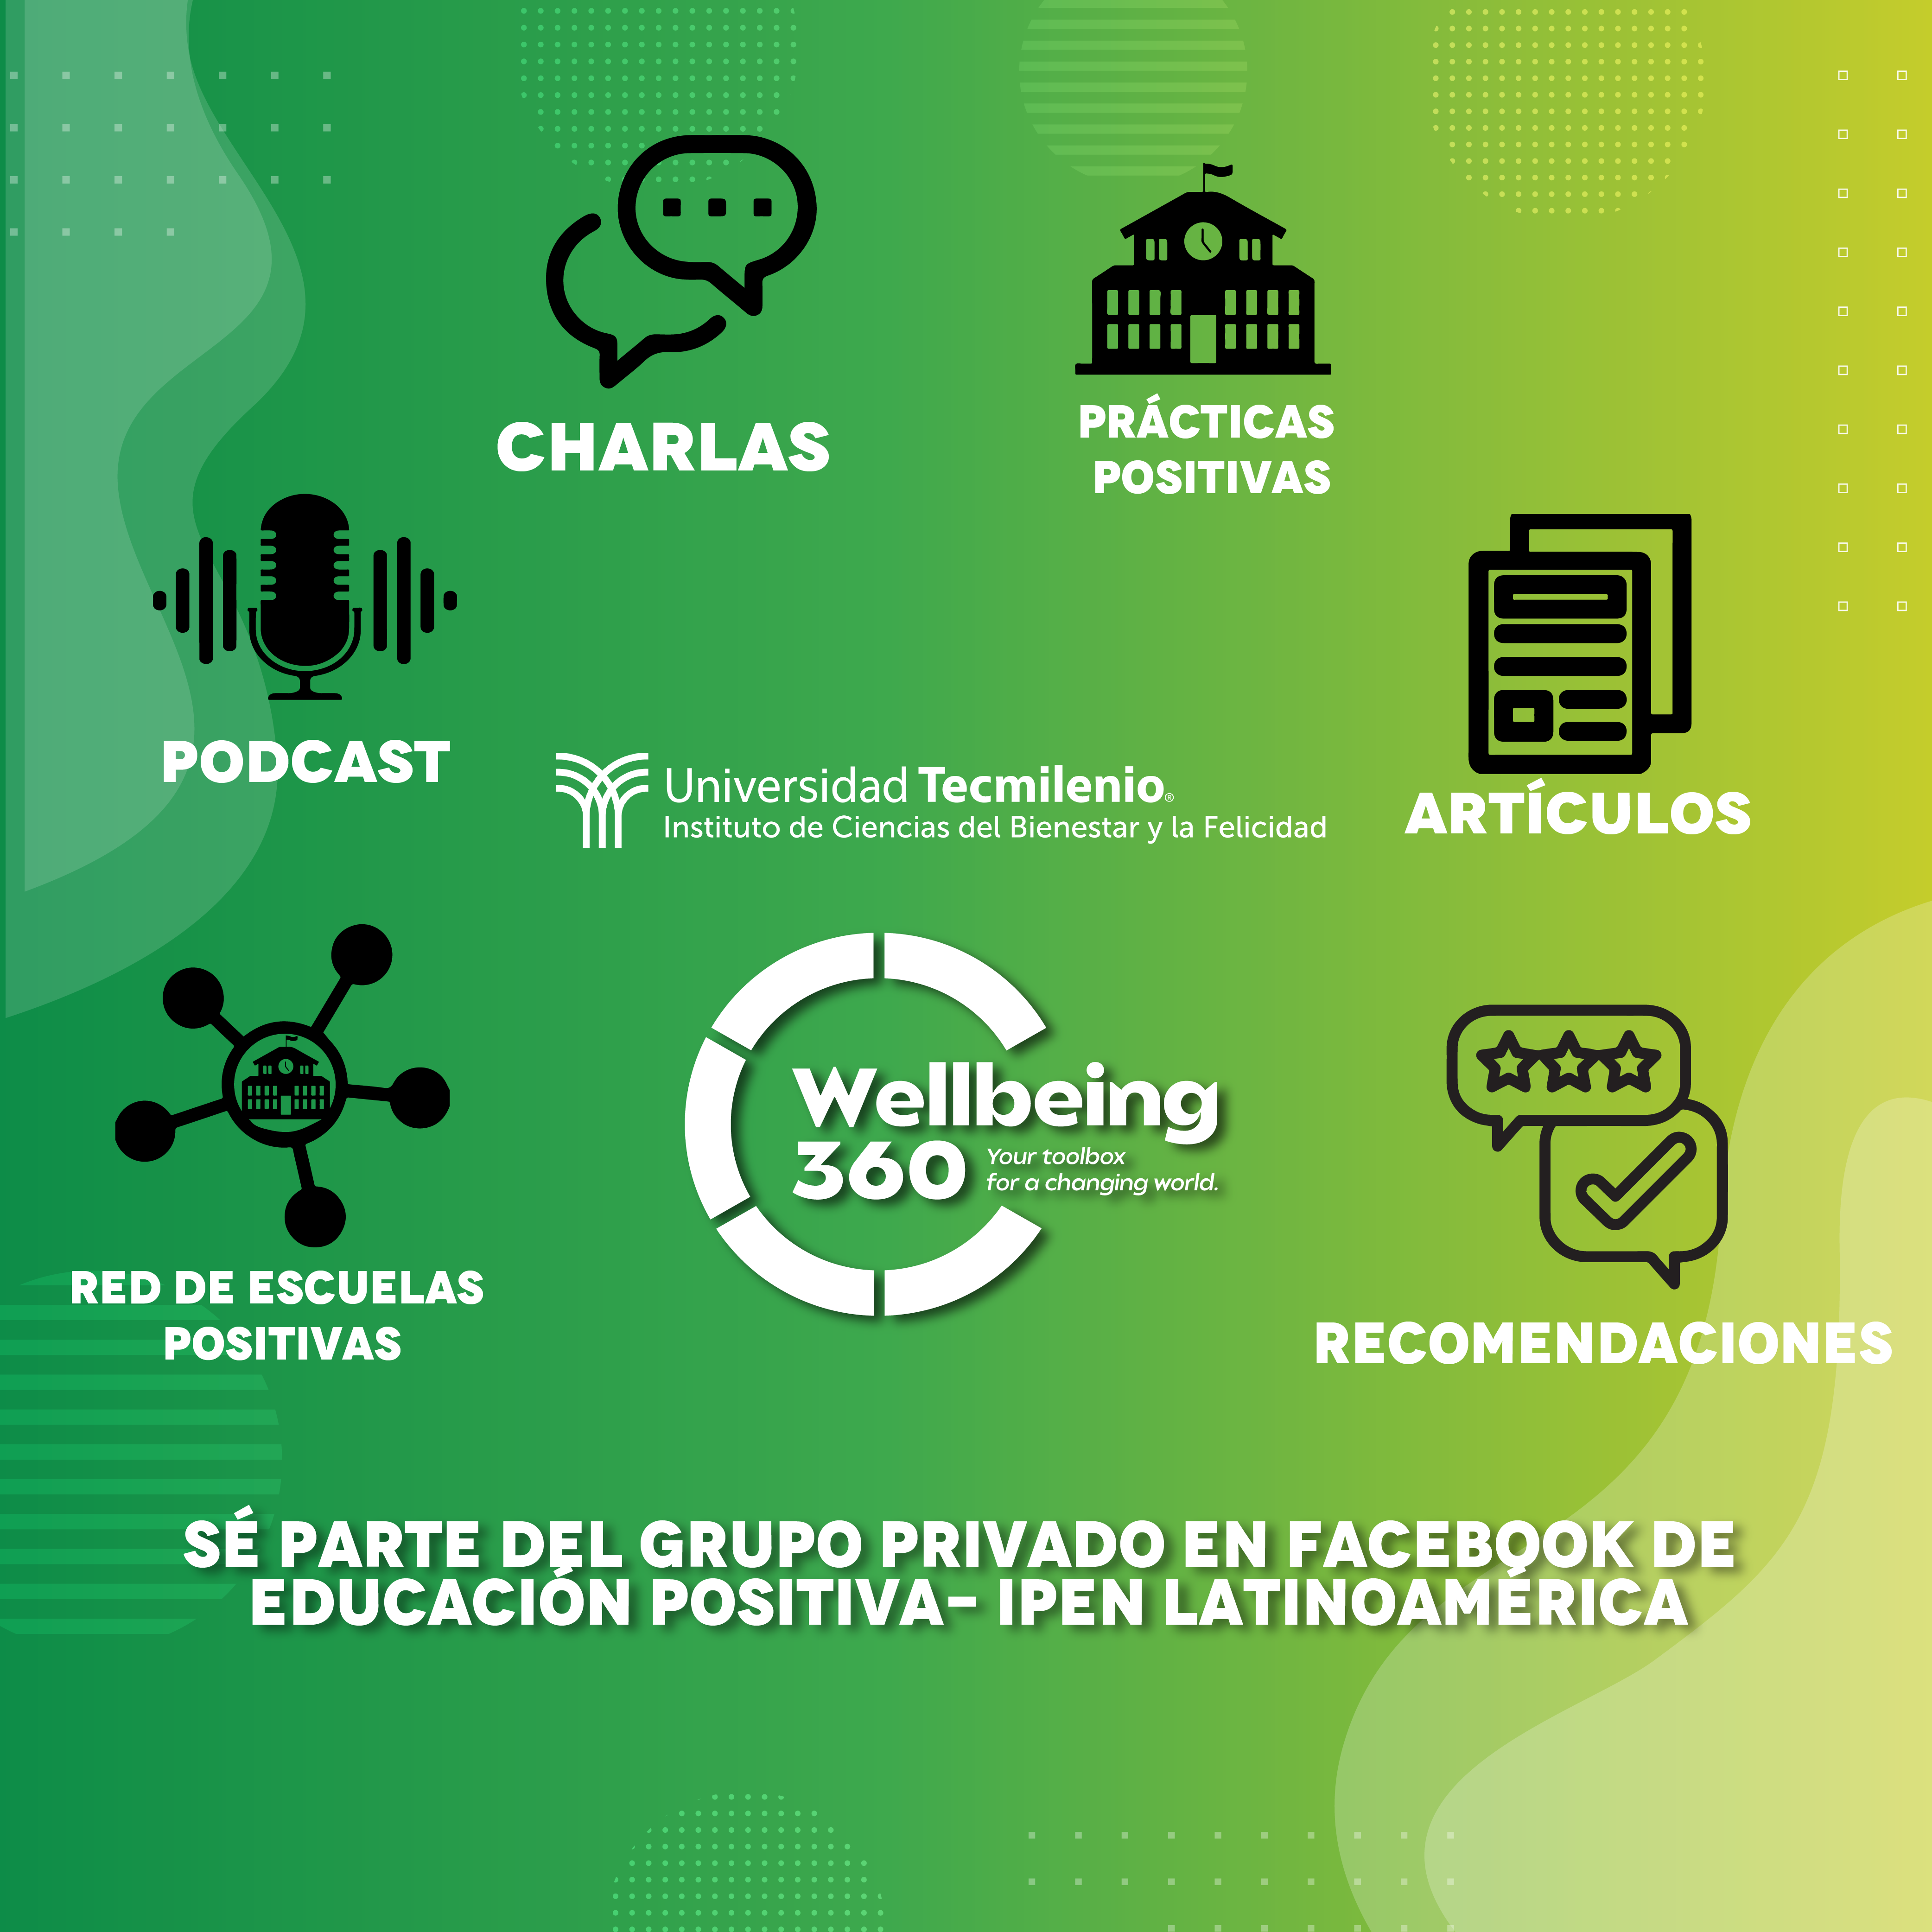 CHARLAS
PRÁCTICAS
POSITIVAS
PODCAST
ARTÍCULOS
Universidad Tecmilenio®
Instituto de Ciencias del Bienestar y la Felicidad
Wellbeing
360
Your toolbox
for a changing world.
RED DE ESCUELAS
POSITIVAS
RECOMENDACIONES
SÉ PARTE DEL GRUPO PRIVADO EN FACEBOOK DE
EDUCACIÓN POSITIVA- IPEN LATINOAMÉRICA